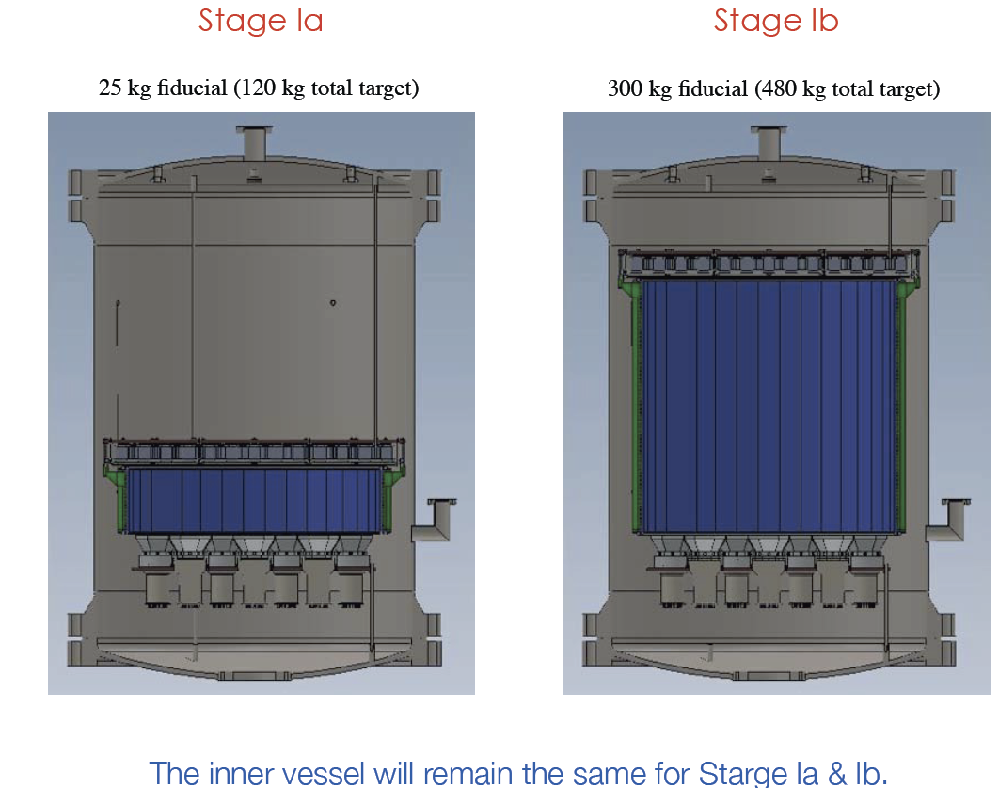 Stage Ia
Stage Ib
25 kg fiducial (120 kg total target)
300 kg fiducial (480 kg total target)
The inner vessel will remain the same for Starge Ia & Ib.